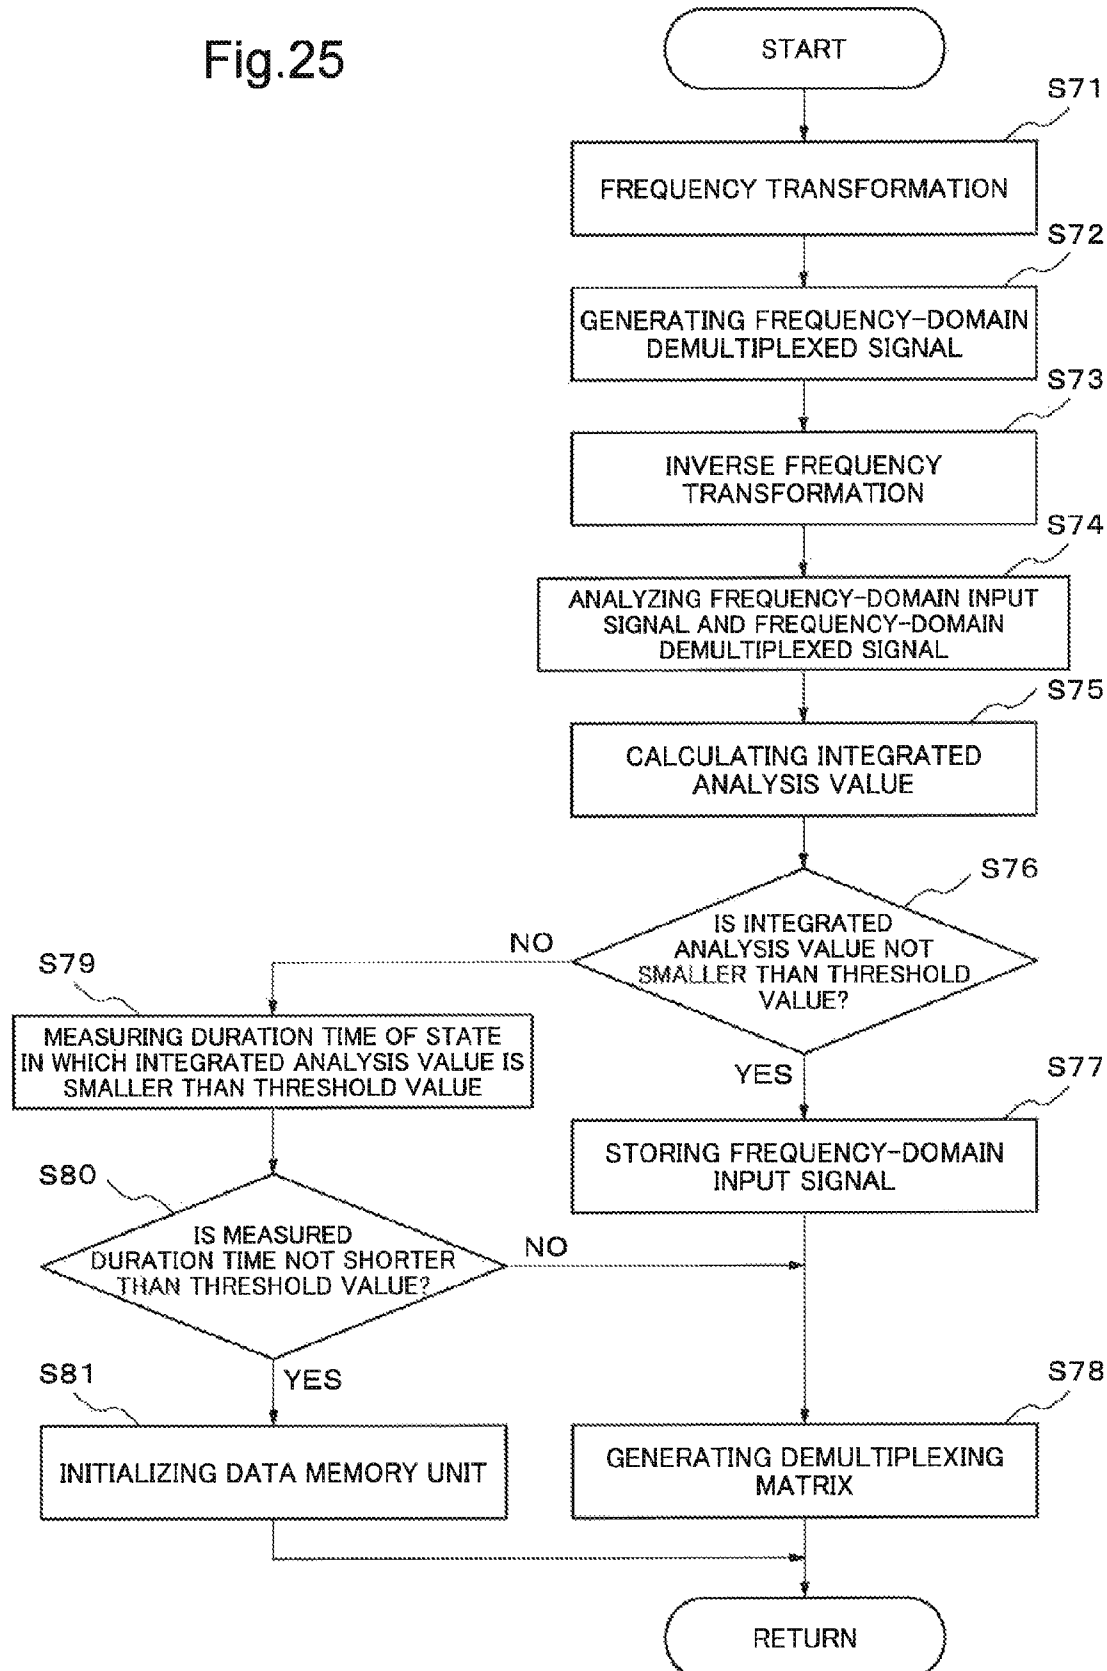 Fig.25
START
S71
FREQUENCY TRANSFORMATION
S72
GENERATING FREQUENCY-DOMAIN
DEMULTIPLEXED SIGNAL
S73
INVERSE FREQUENCY
TRANSFORMATION
S74
ANALYZING FREQUENCY-DOMAIN INPUT
SIGNAL AND FREQUENCY-DOMAIN
DEMULTIPLEXED SIGNAL
S75
CALCULATING INTEGRATED
ANALYSIS VALUE
S76
IS INTEGRATED
ANALYSIS VALUE NOT
SMALLER THAN THRESHOLD
VALUE?
NO
YES
S79
MEASURING DURATION TIME OF STATE
IN WHICH INTEGRATED ANALYSIS VALUE IS
SMALLER THAN THRESHOLD VALUE
S77
STORING FREQUENCY-DOMAIN
INPUT SIGNAL
S80
IS MEASURED
DURATION TIME NOT SHORTER
THAN THRESHOLD VALUE?
NO
YES
S81
INITIALIZING DATA MEMORY UNIT
S78
GENERATING DEMULTIPLEXING
MATRIX
RETURN